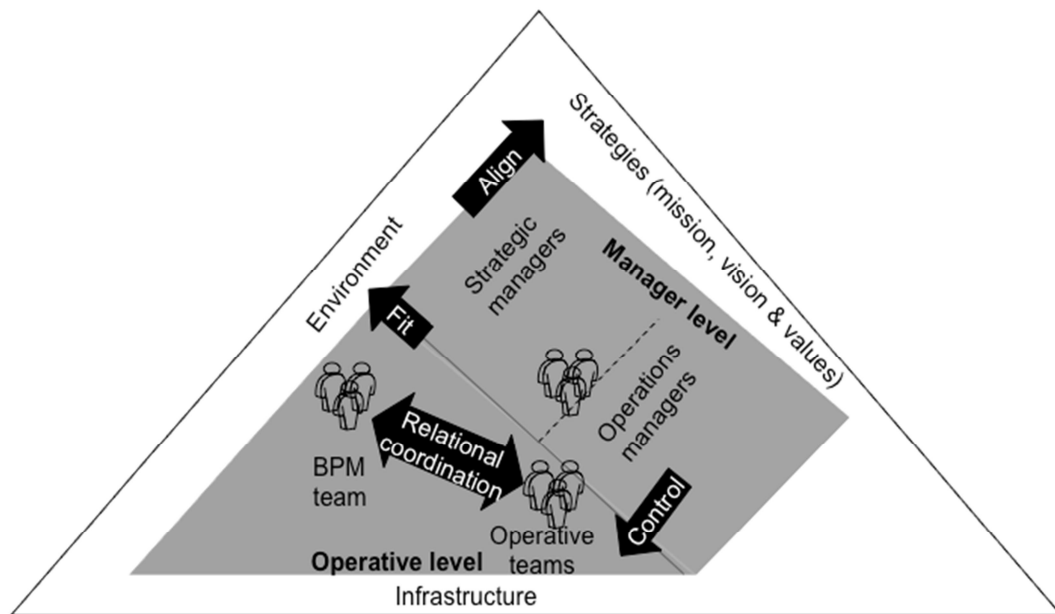 Strategies (mission, vision & values)
Align
Environment
Strategic
managers
Manager level
Fit
Operations
managers
Relational
coordination
BPM
team
Control
Operative
teams
Operative level
Infrastructure